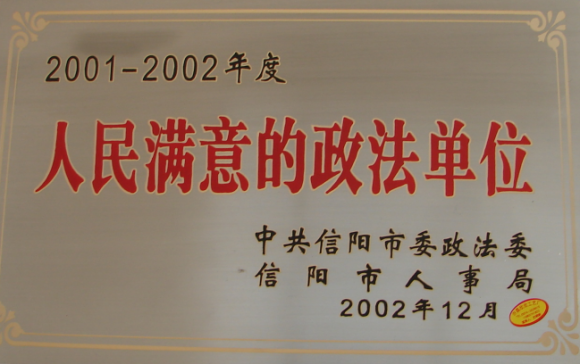 2001-2002年度
人民满意的政法单位
中共信阳市委政法委
信阳市人事局
2002年12月